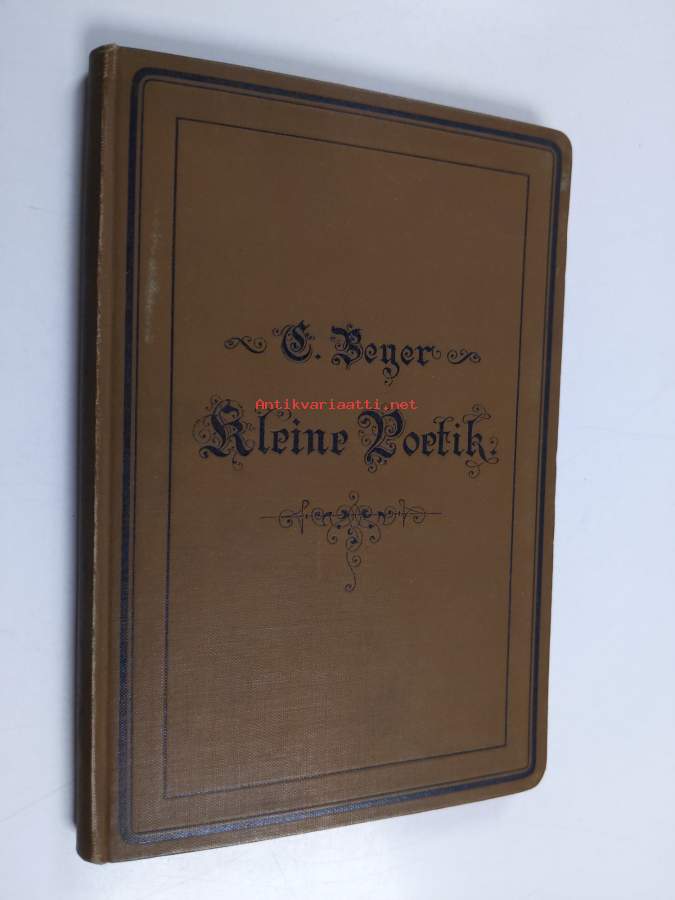 C. Beyer
Antikvariaatti.net
Kleine Poetik.